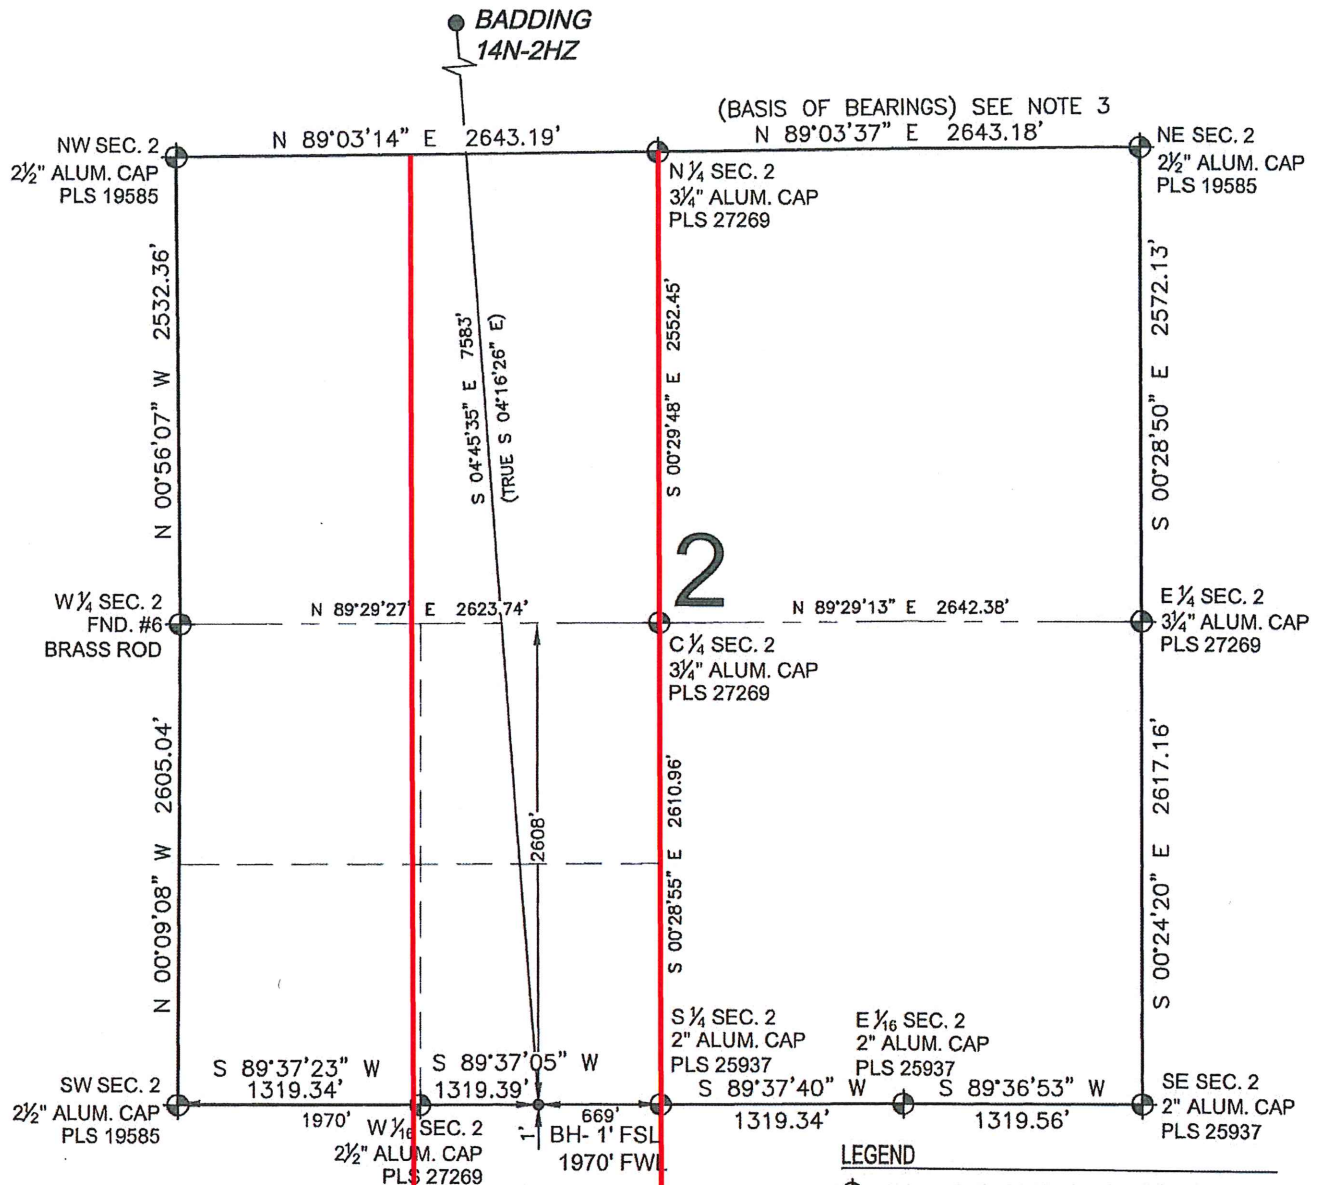 BADDING
14N-2HZ
(BASIS OF BEARINGS) SEE NOTE 3
N 89°03'14" E 2643.19'
N 89°03'37" E 2643.18'
NW SEC. 2
2½" ALUM. CAP
PLS 19585
N ¼ SEC. 2
3¼" ALUM. CAP
PLS 27269
NE SEC. 2
2½" ALUM. CAP
PLS 19585
N 00°56'07" W 2532.36'
S 04°45'35" E 7583'
(TRUE S 04°16'26" E)
S 00°29'48" E 2552.45'
S 00°28'50" E 2572.13'
2
W ¼ SEC. 2
FND. #6
BRASS ROD
N 89°29'27' E 2623.74'
N 89°29'13" E 2642.38'
C ¼ SEC. 2
3¼" ALUM. CAP
PLS 27269
E ¼ SEC. 2
3¼" ALUM. CAP
PLS 27269
N 00°09'08" W 2605.04'
2608'
S 00°28'55" E 2610.96'
S 00°24'20" E 2617.16'
SW SEC. 2
2½" ALUM. CAP
PLS 19585
S 89°37'23" W
1319.34'
S 89°37'05" W
1319.39'
S ¼ SEC. 2
2" ALUM. CAP
PLS 25937
E 1⁄16 SEC. 2
2" ALUM. CAP
PLS 25937
S 89°37'40" W
1319.34'
S 89°36'53" W
1319.56'
SE SEC. 2
2" ALUM. CAP
PLS 25937
1970'
W 1⁄16 SEC. 2
2½" ALUM. CAP
PLS 27269
669'
1'
BH- 1' FSL
1970' FWL
LEGEND